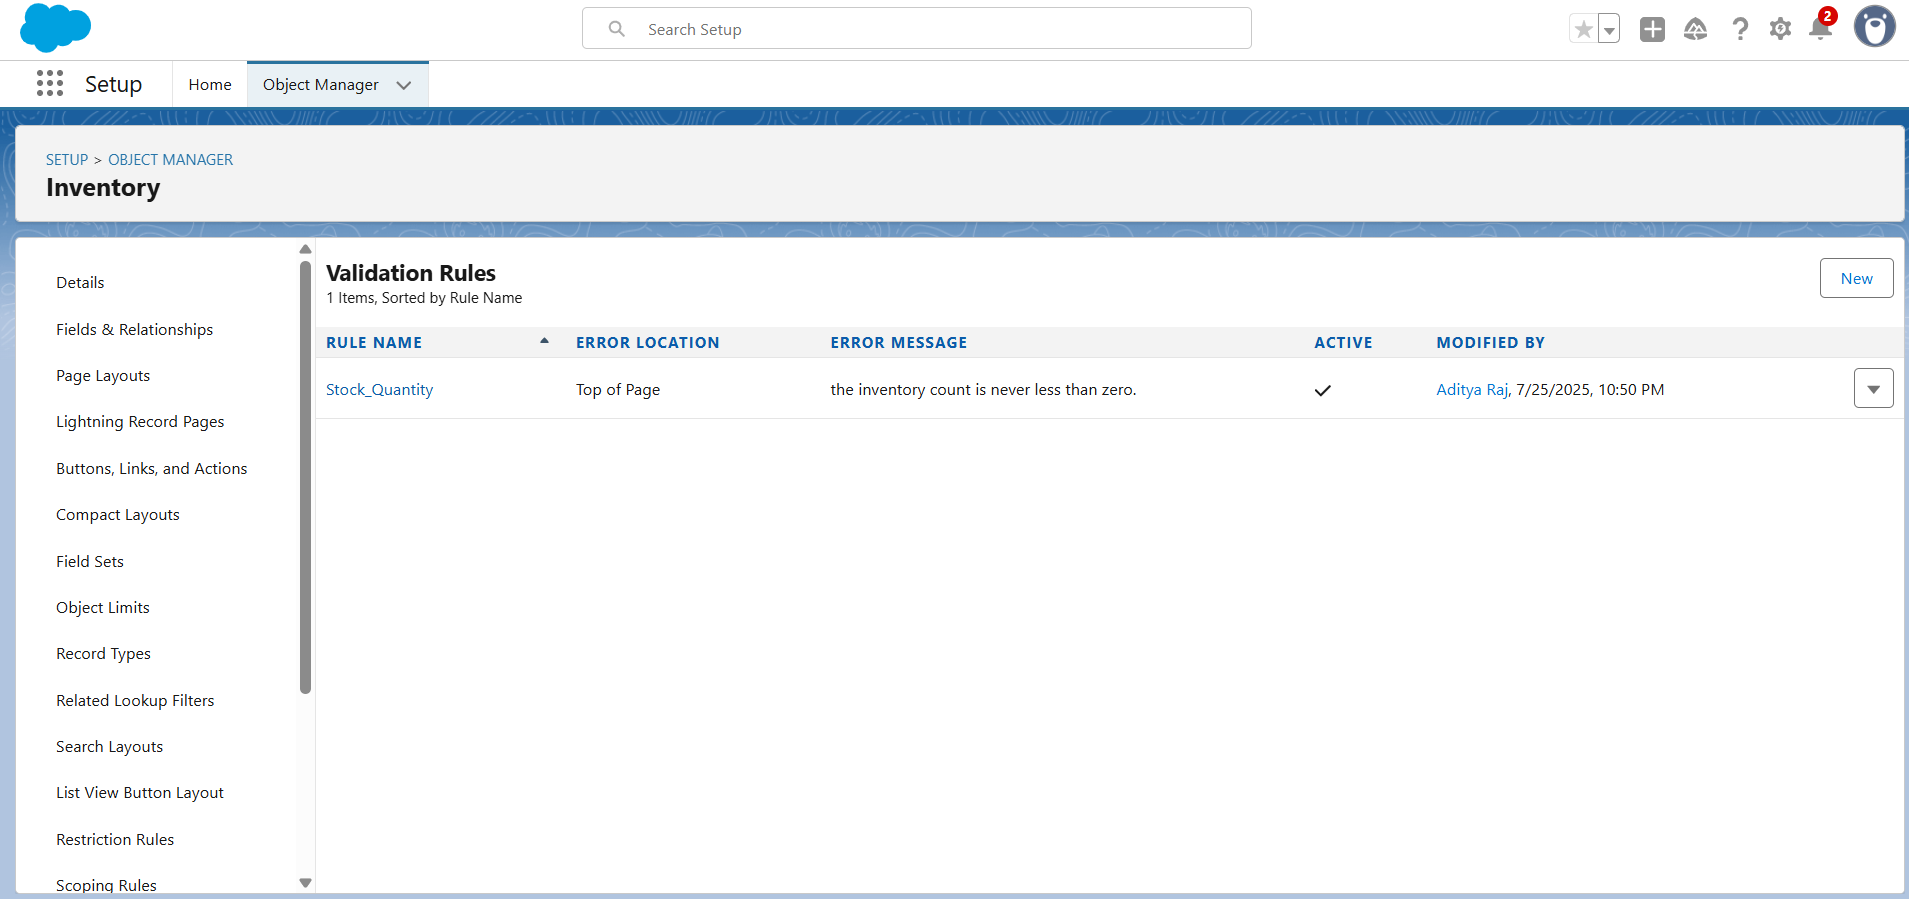 Search Setup
2
Setup
Home
Object Manager
SETUP > OBJECT MANAGER
Inventory
Details
Fields & Relationships
Page Layouts
Lightning Record Pages
Buttons, Links, and Actions
Compact Layouts
Field Sets
Object Limits
Record Types
Related Lookup Filters
Search Layouts
List View Button Layout
Restriction Rules
Scoping Rules
Validation Rules
1 Items, Sorted by Rule Name
New
RULE NAME ERROR LOCATION ERROR MESSAGE ACTIVE MODIFIED BY
Stock_Quantity Top of Page the inventory count is never less than zero. Aditya Raj, 7/25/2025, 10:50 PM